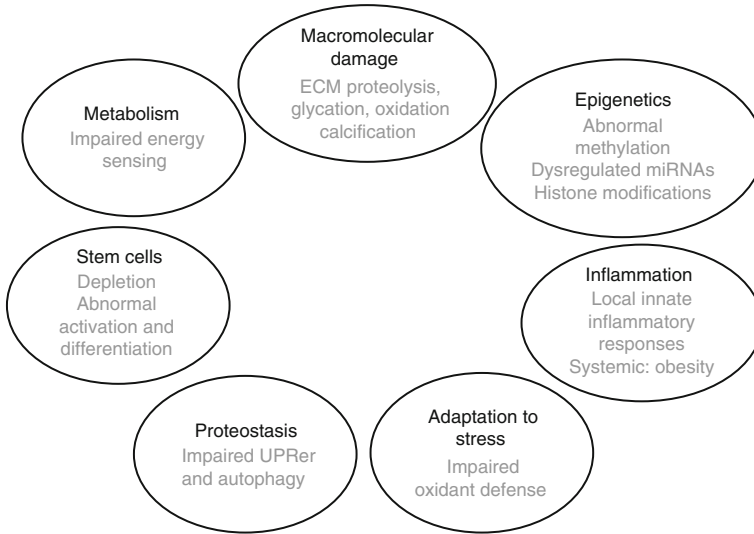 Macromolecular
damage
ECM proteolysis,
glycation, oxidation
calcification
Epigenetics
Abnormal
methylation
Dysregulated miRNAs
Histone modifications
Inflammation
Local innate
inflammatory
responses
Systemic: obesity
Adaptation to
stress
Impaired
oxidant defense
Proteostasis
Impaired UPRer
and autophagy
Stem cells
Depletion
Abnormal
activation and
differentiation
Metabolism
Impaired energy
sensing